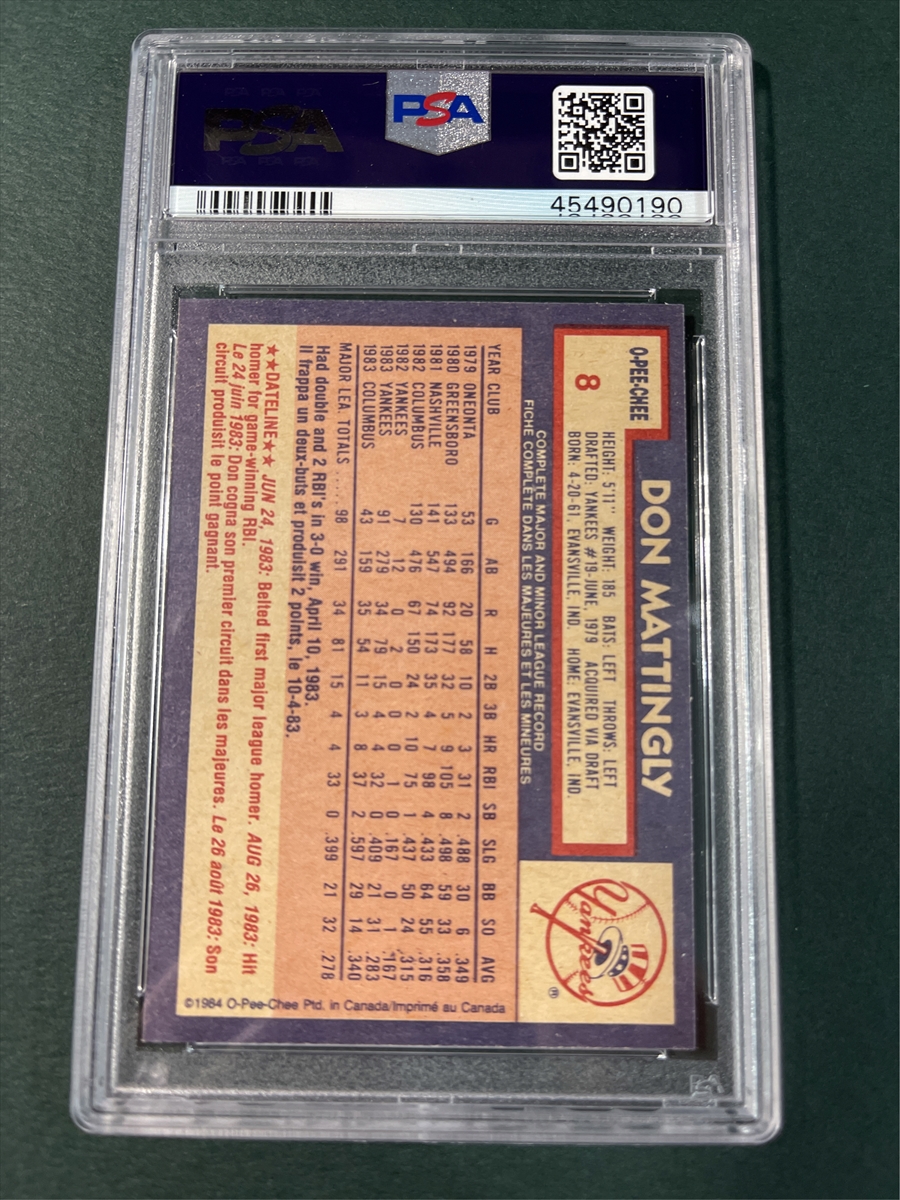 PSA
PSA
45490190
O-PEE-CHEE
8
DON MATTINGLY
HEIGHT: 5'11" WEIGHT: 185 BATS: LEFT THROWS: LEFT
DRAFTED: YANKEES #19-JUNE, 1979 ACQUIRED VIA DRAFT
BORN: 4-20-61, EVANSVILLE, IND. HOME: EVANSVILLE, IND.
Yankees
®
COMPLETE MAJOR AND MINOR LEAGUE RECORD
FICHE COMPLETE DANS LES MAJEURES ET LES MINEURES
YEAR CLUB G AB R H 2B 3B HR RBI SB SLG BB SO AVG
1979 ONEONTA 53 166 20 58 10 2 3 31 2 .488 30 6 .349
1980 GREENSBORO 133 494 92 177 32 5 9 105 8 .498 59 33 .358
1981 NASHVILLE 141 547 74 173 35 4 7 98 4 .433 64 55 .316
1982 COLUMBUS 130 476 67 150 24 2 10 75 1 .437 50 24 .315
1982 YANKEES 7 12 0 2 0 0 0 1 0 .167 0 1 .167
1983 YANKEES 91 279 34 79 15 4 4 32 0 .409 21 31 .283
1983 COLUMBUS 43 159 35 54 11 3 8 37 2 .597 29 14 .340
MAJOR LEA. TOTALS ..... 98 291 34 81 15 4 4 33 0 .399 21 32 .278
Had double and 2 RBI's in 3-0 win, April 10, 1983.
Il frappa un deux-buts et produisit 2 points, le 10-4-83.
★★DATELINE★★ JUN 24, 1983: Belted first major league homer. AUG 26, 1983: Hit
homer for game-winning RBI.
Le 24 juin 1983: Don cogna son premier circuit dans les majeures. Le 26 août 1983: Son
circuit produisit le point gagnant.
©1984 O-Pee-Chee Ptd. in Canada/Imprimé au Canada